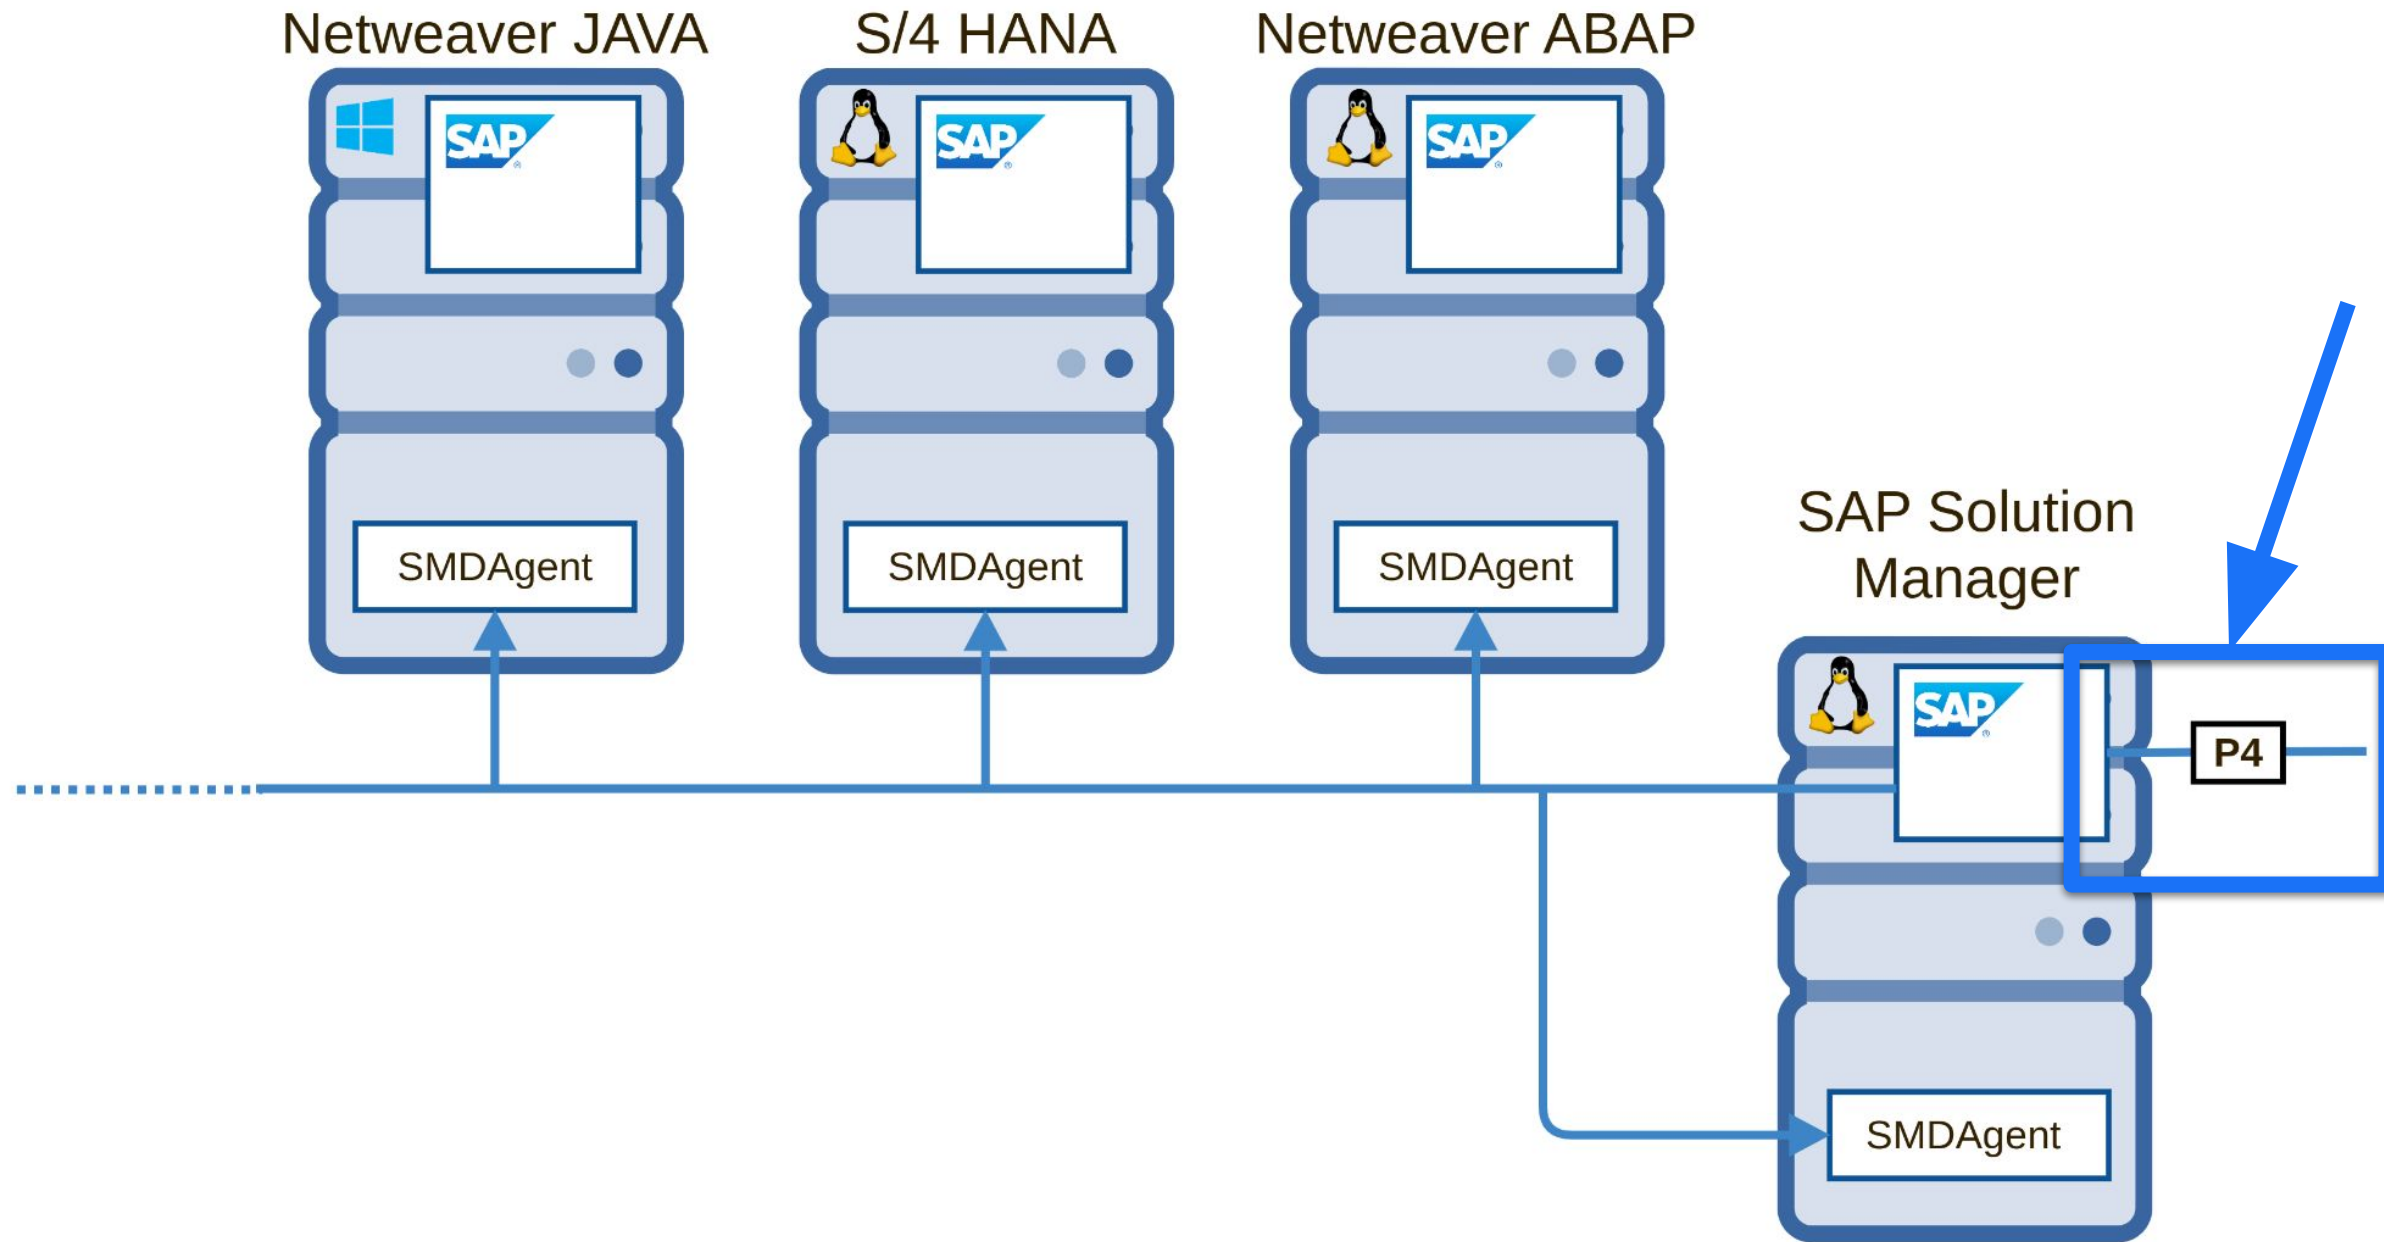 Netweaver JAVA
S/4 HANA
Netweaver ABAP
SAP
SAP
SAP
SMDAgent
SMDAgent
SMDAgent
SAP Solution
Manager
SAP
P4
SMDAgent